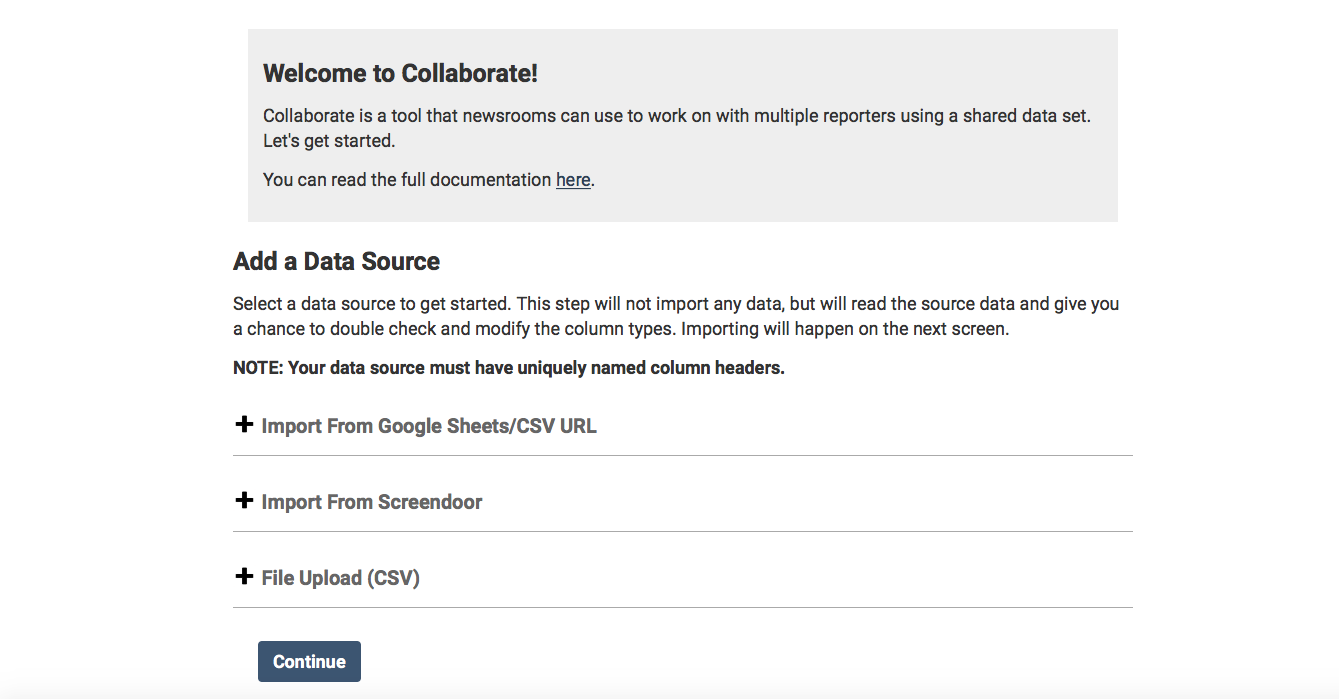 Welcome to Collaborate!
Collaborate is a tool that newsrooms can use to work on with multiple reporters using a shared data set.
Let's get started.
You can read the full documentation here.
Add a Data Source
Select a data source to get started. This step will not import any data, but will read the source data and give you
a chance to double check and modify the column types. Importing will happen on the next screen.
NOTE: Your data source must have uniquely named column headers.
Import From Google Sheets/CSV URL
Import From Screendoor
File Upload (CSV)
Continue